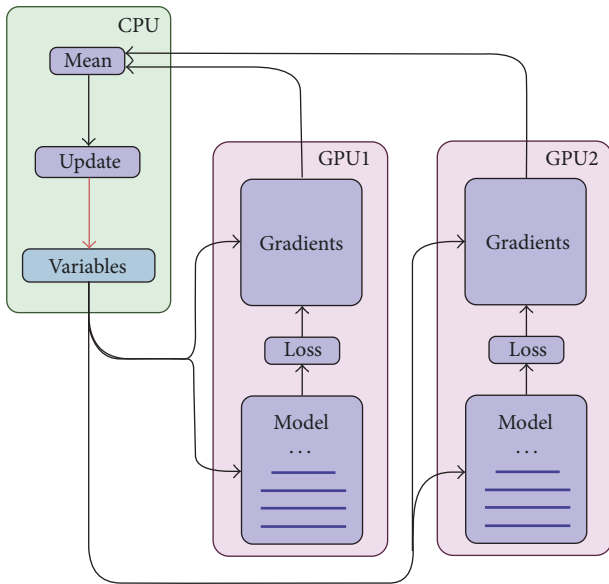 CPU
Mean
Update
Variables
GPU1
Gradients
Loss
Model
...
GPU2
Gradients
Loss
Model
...